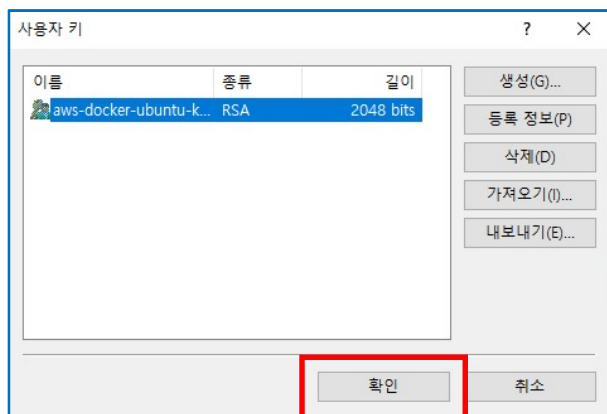 사용자 키 ?
이름 종류 길이
aws-docker-ubuntu-k... RSA 2048 bits
생성(G)...
등록 정보(P)
삭제(D)
가져오기(I)...
내보내기(E)...
확인 취소